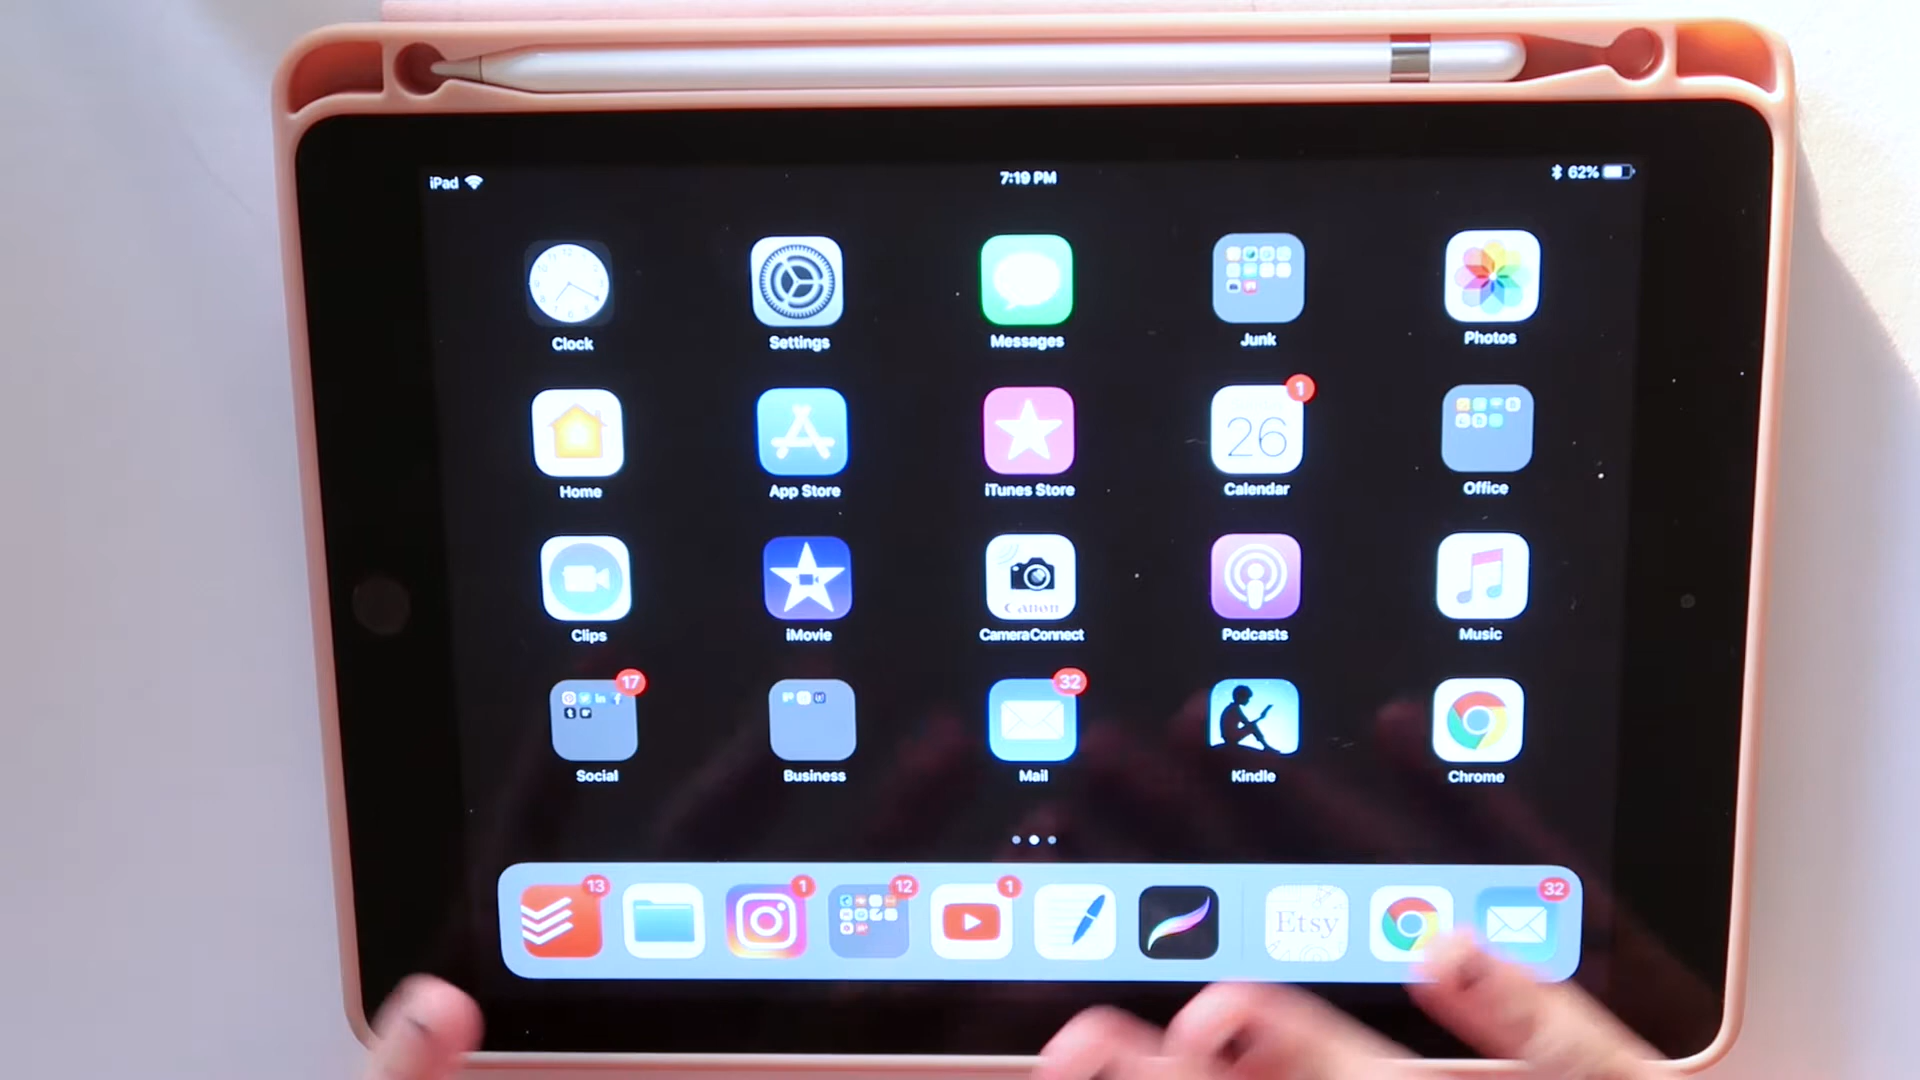 iPad 7:19 PM 62%
Clock Settings Messages Junk Photos
1
26
Home App Store iTunes Store Calendar Office
Canon
Clips iMovie CameraConnect Podcasts Music
17 32
in f
t
Social Business Mail Kindle Chrome
13 1 12 1 32
Etsy